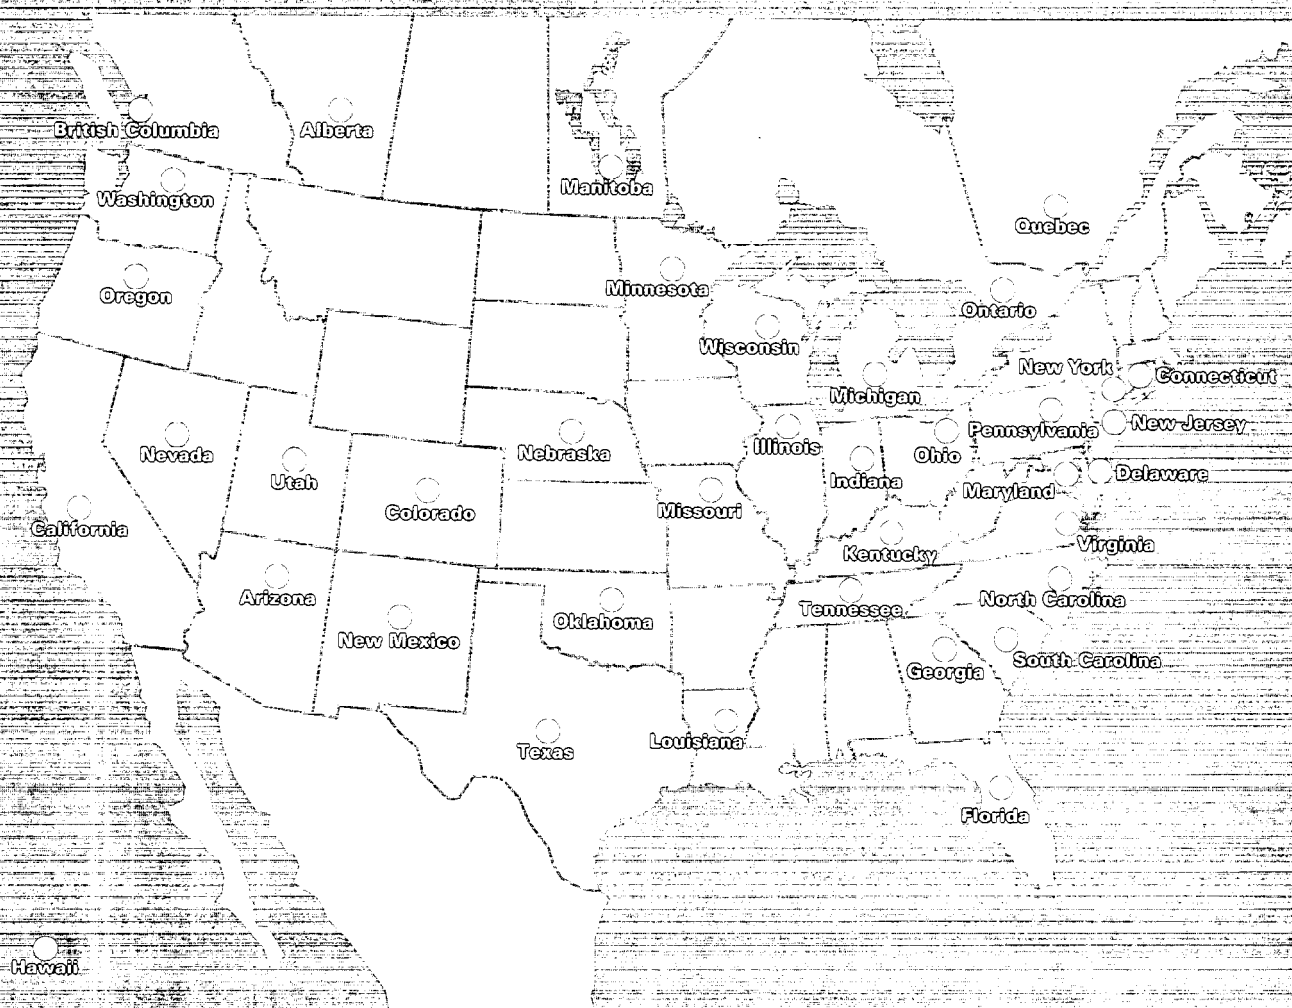 British Columbia
Alberta
Manitoba
Washington
Quebec
Oregon
Minnesota
Ontario
Wisconsin
New York
Connecticut
Michigan
Nevada
Nebraska
Illinois
Pennsylvania
New Jersey
Ohio
Utah
Indiana
Delaware
Colorado
Missouri
Maryland
California
Kentucky
Virginia
Arizona
Tennessee
North Carolina
New Mexico
Oklahoma
Georgia
South Carolina
Texas
Louisiana
Florida
Hawaii